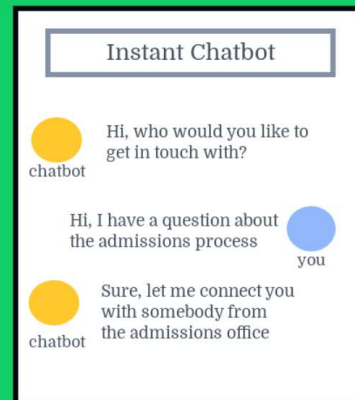 Instant Chatbot
Hi, who would you like to
get in touch with?
chatbot
Hi, I have a question about
the admissions process
you
Sure, let me connect you
with somebody from
the admissions office
chatbot